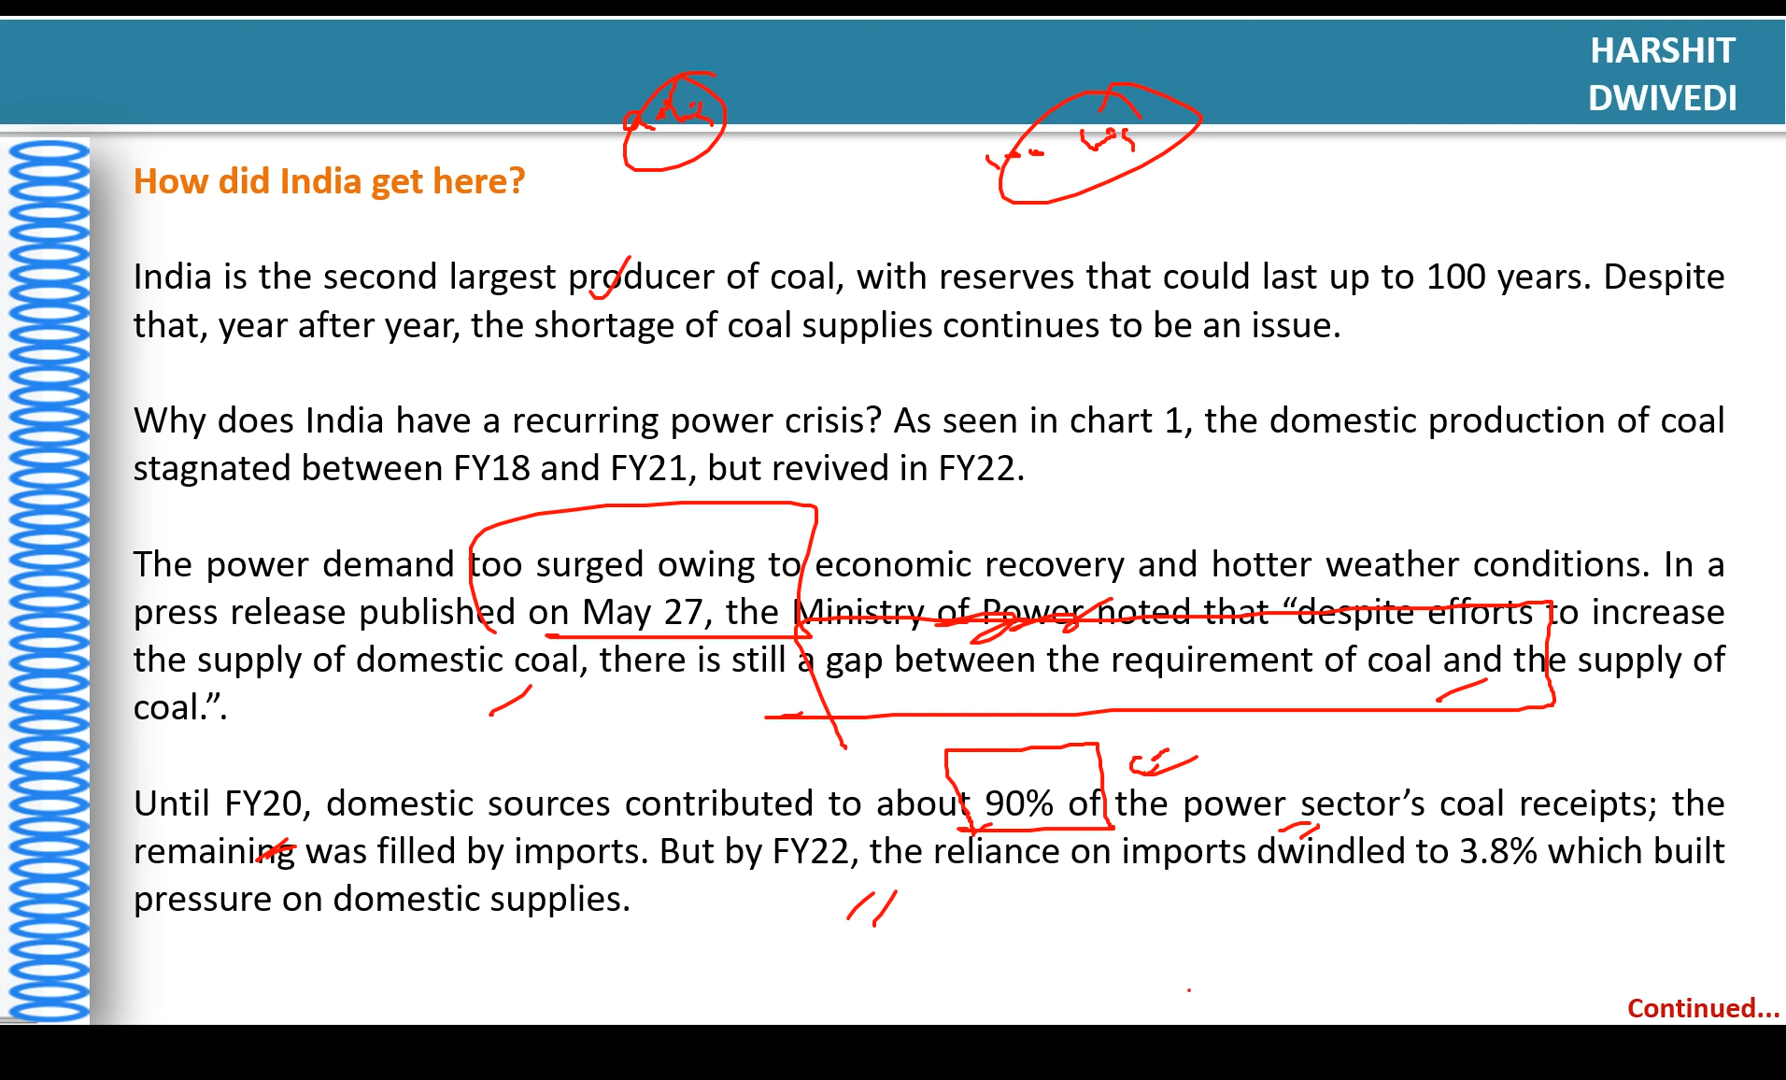 HARSHIT
DWIVEDI
How did India get here?
India is the second largest producer of coal, with reserves that could last up to 100 years. Despite
that, year after year, the shortage of coal supplies continues to be an issue.
Why does India have a recurring power crisis? As seen in chart 1, the domestic production of coal
stagnated between FY18 and FY21, but revived in FY22.
The power demand too surged owing to economic recovery and hotter weather conditions. In a
press release published on May 27, the Ministry of Power noted that “despite efforts to increase
the supply of domestic coal, there is still a gap between the requirement of coal and the supply of
coal.”.
Until FY20, domestic sources contributed to about 90% of the power sector’s coal receipts; the
remaining was filled by imports. But by FY22, the reliance on imports dwindled to 3.8% which built
pressure on domestic supplies.
Continued...